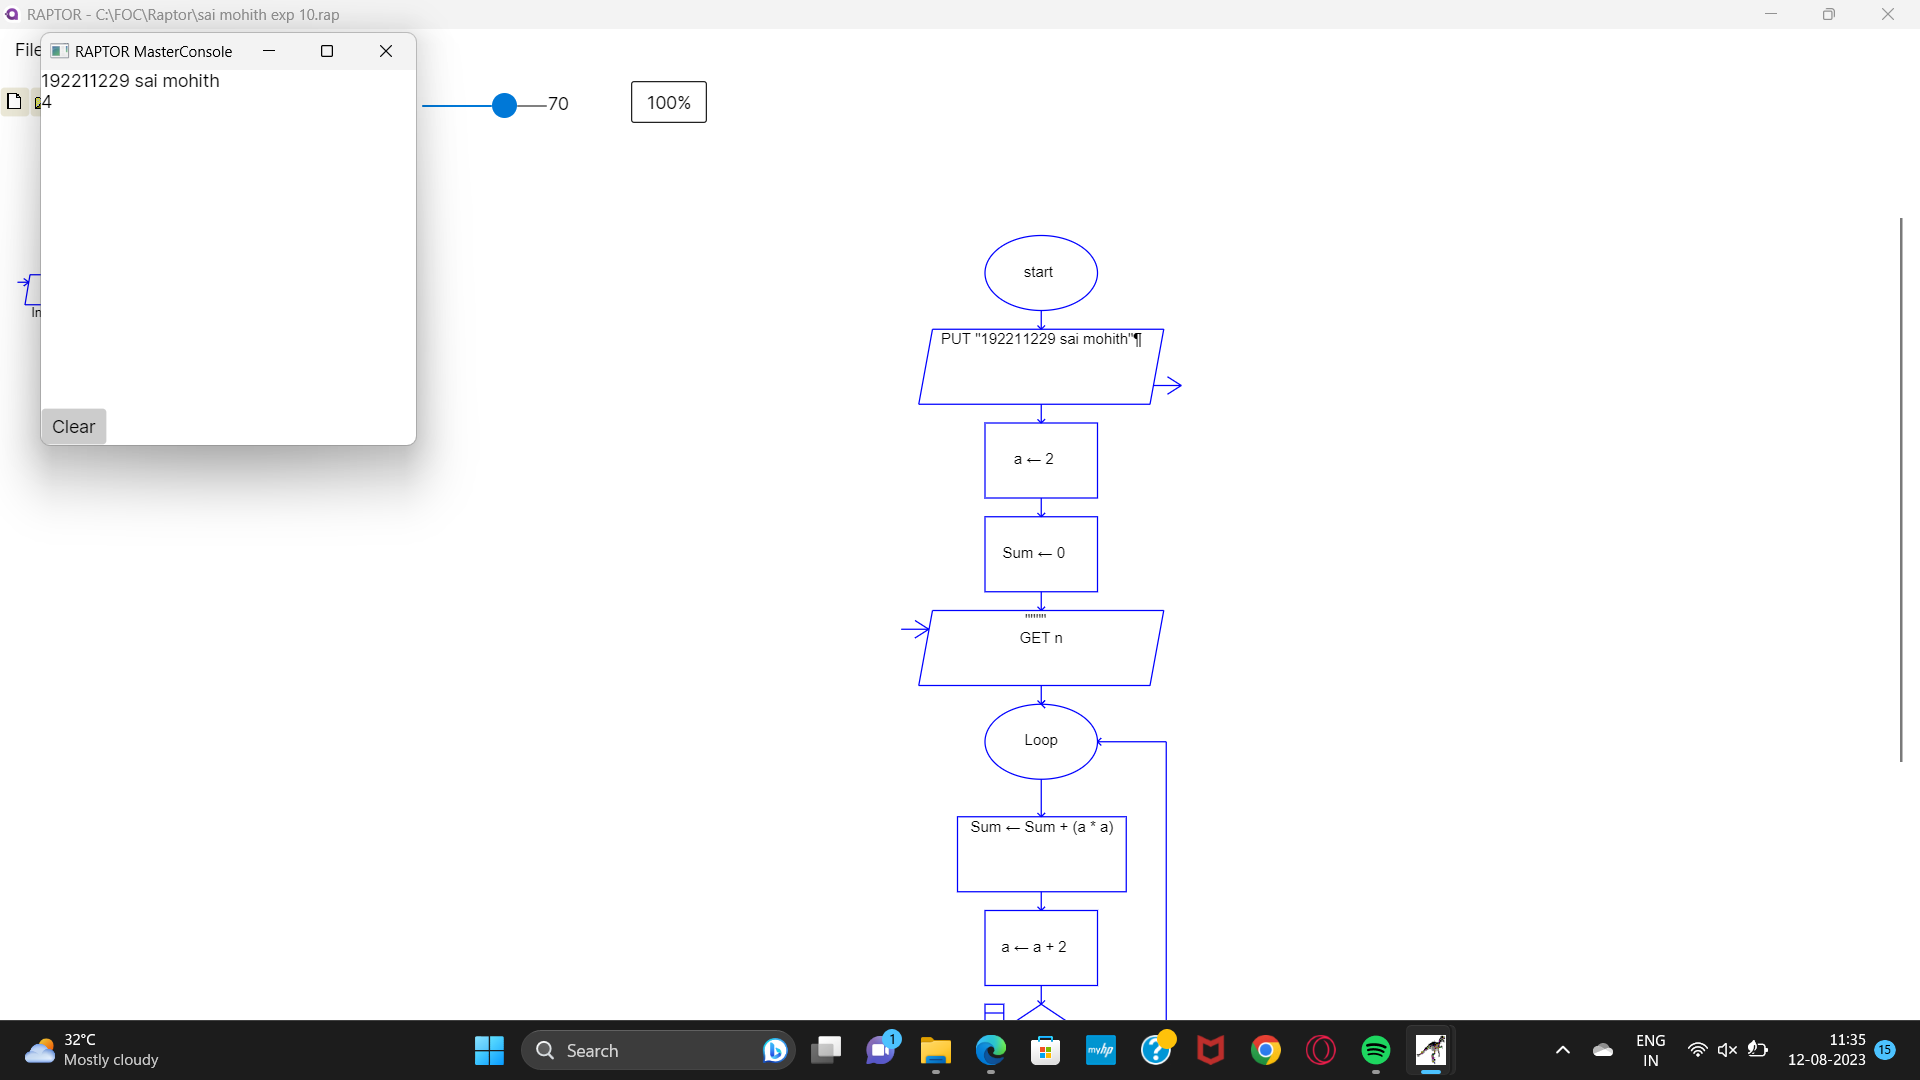 RAPTOR - C:\FOC\Raptor\sai mohith exp 10.rap
File
RAPTOR MasterConsole
192211229 sai mohith
4
Clear
70
100%
start
PUT "192211229 sai mohith"¶
a ← 2
Sum ← 0
""""
GET n
Loop
Sum ← Sum + (a * a)
a ← a + 2
32°C
Mostly cloudy
Search
1
myhp
ENG
IN
11:35
12-08-2023
15